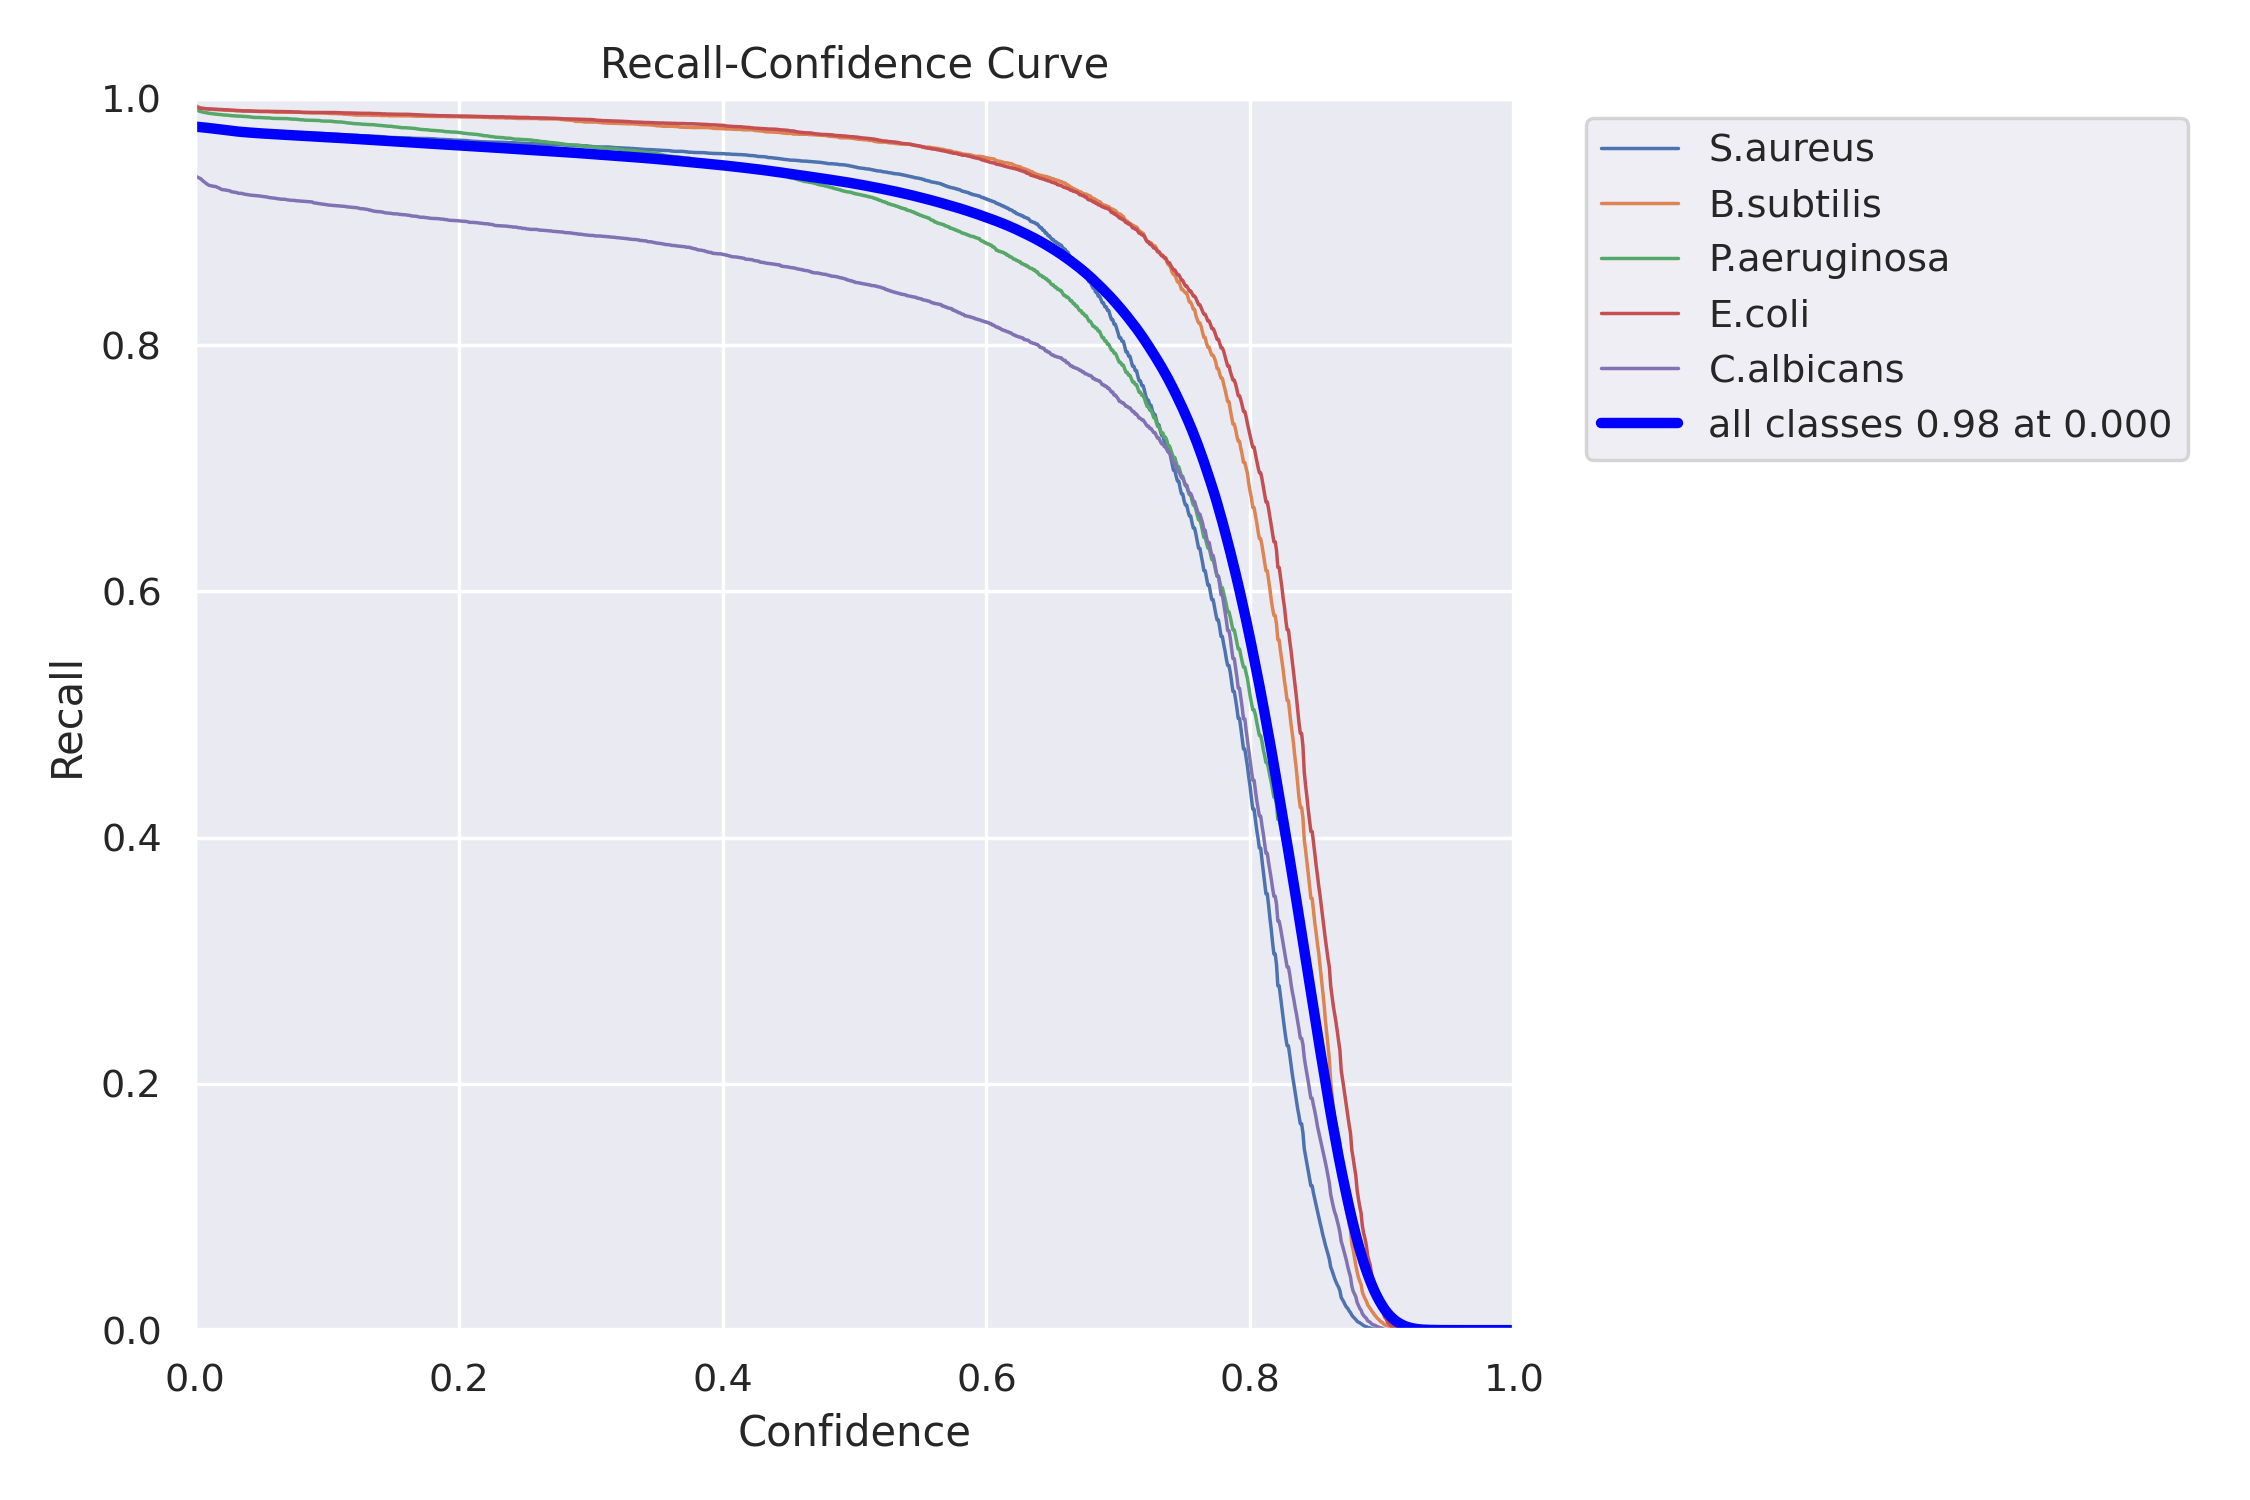 Recall-Confidence Curve
1.0
0.8
0.6
0.4
0.2
0.0
Recall
0.0 0.2 0.4 0.6 0.8 1.0
Confidence
S.aureus
B.subtilis
P.aeruginosa
E.coli
C.albicans
all classes 0.98 at 0.000